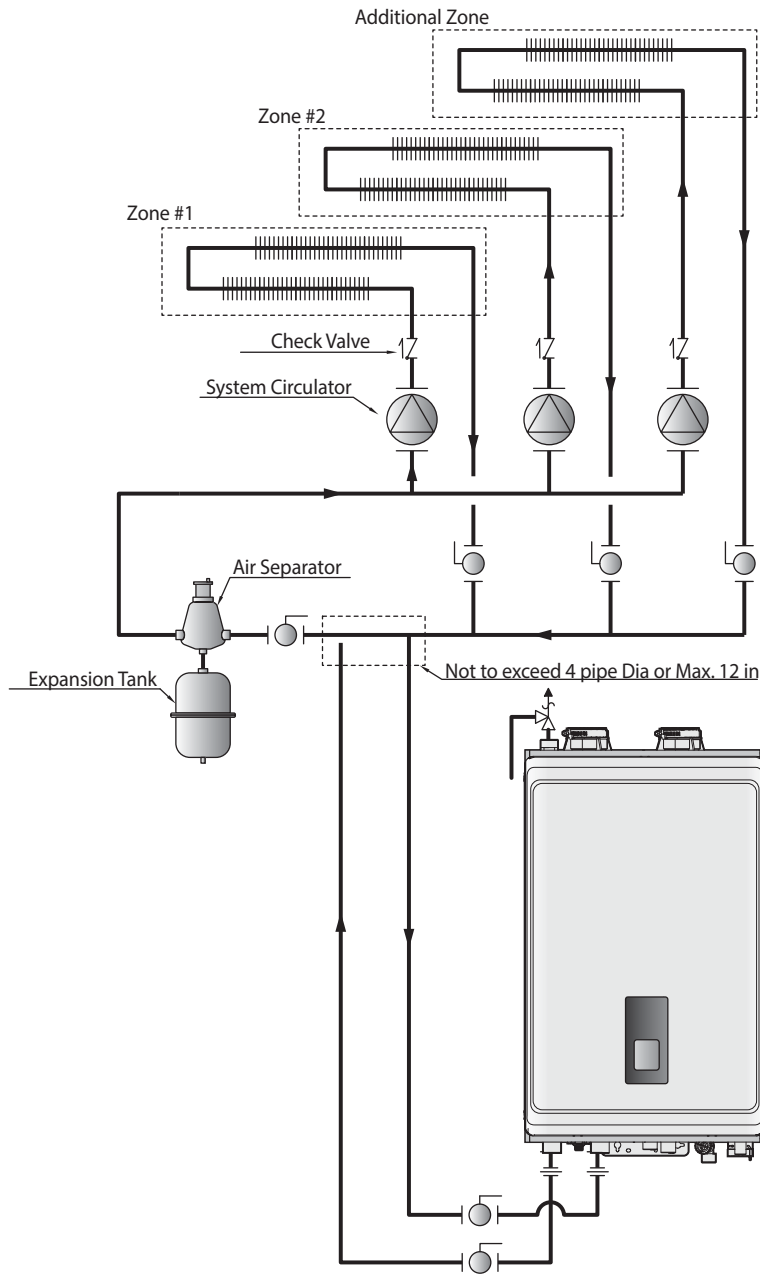 Additional Zone
Zone #2
Zone #1
Check Valve
System Circulator
Air Separator
Expansion Tank
Not to exceed 4 pipe Dia or Max. 12 in